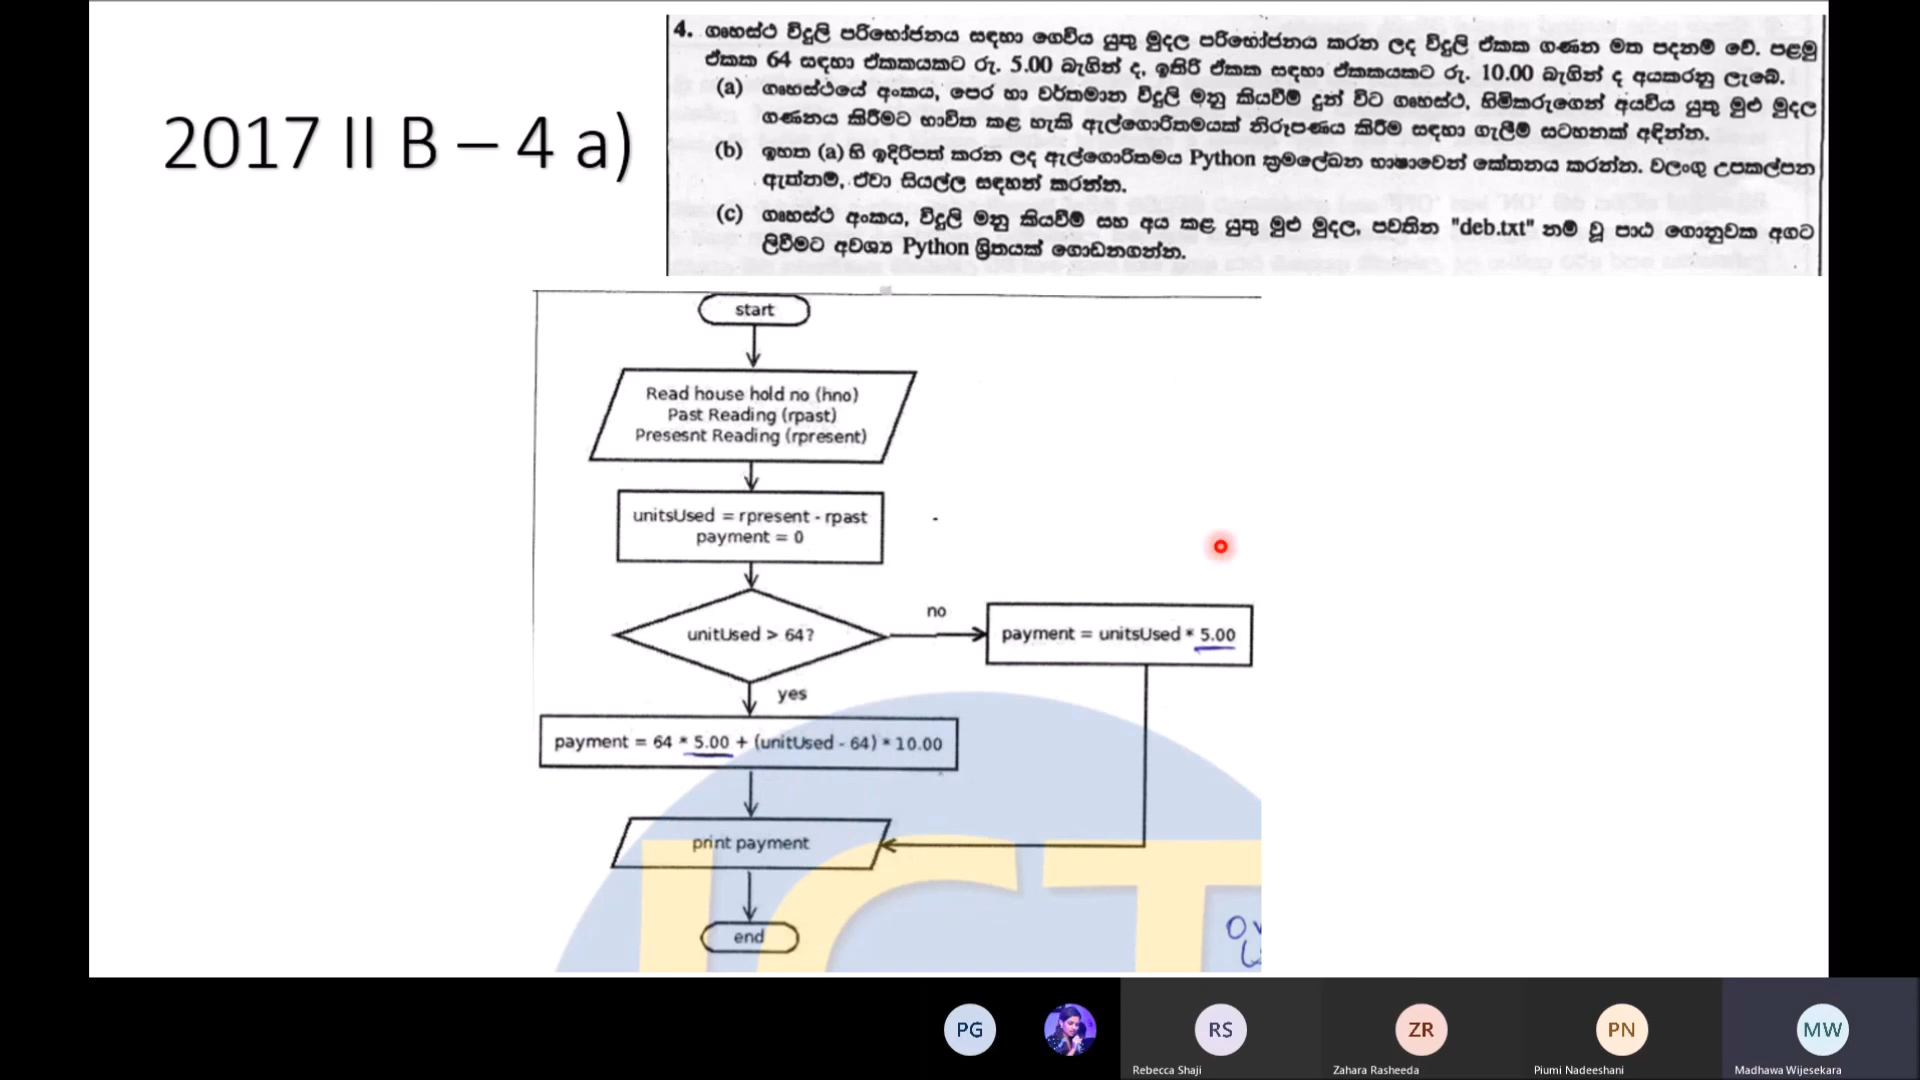 2017 II B – 4 a)
4. ගෘහස්ථ විදුලි පරිභෝජනය සඳහා ගෙවිය යුතු මුදල පරිභෝජනය කරන ලද විදුලි ඒකක ගණන මත පදනම් වේ. පළමු
ඒකක 64 සඳහා ඒකකයකට රු. 5.00 බැගින් ද, ඉතිරි ඒකක සඳහා ඒකකයකට රු. 10.00 බැගින් ද අයකරනු ලැබේ.
(a) ගෘහස්ථයේ අංකය, පෙර හා වර්තමාන විදුලි මනු කියවීම් දුන් විට ගෘහස්ථ, හිමිකරුගෙන් අයවිය යුතු මුළු මුදල
ගණනය කිරීමට භාවිත කළ හැකි ඇල්ගොරිතමයක් නිරූපණය කිරීම සඳහා ගැලීම් සටහනක් අඳින්න.
(b) ඉහත (a) හි ඉදිරිපත් කරන ලද ඇල්ගොරිතමය Python ක්‍රමලේඛන භාෂාවෙන් කේතනය කරන්න. වලංගු උපකල්පන
ඇත්නම්, ඒවා සියල්ල සඳහන් කරන්න.
(c) ගෘහස්ථ අංකය, විදුලි මනු කියවීම් සහ අය කළ යුතු මුළු මුදල, පවතින "deb.txt" නම් වූ පාඨ ගොනුවක අගට
ලිවීමට අවශ්‍ය Python ශ්‍රිතයක් ගොඩනගන්න.
start
Read house hold no (hno)
Past Reading (rpast)
Presesnt Reading (rpresent)
unitsUsed = rpresent - rpast
payment = 0
unitUsed > 64?
no
payment = unitsUsed * 5.00
yes
payment = 64 * 5.00 + (unitUsed - 64) * 10.00
print payment
end
ICT
PG
RS
ZR
PN
MW
Rebecca Shaji
Zahara Rasheeda
Piumi Nadeeshani
Madhawa Wijesekara